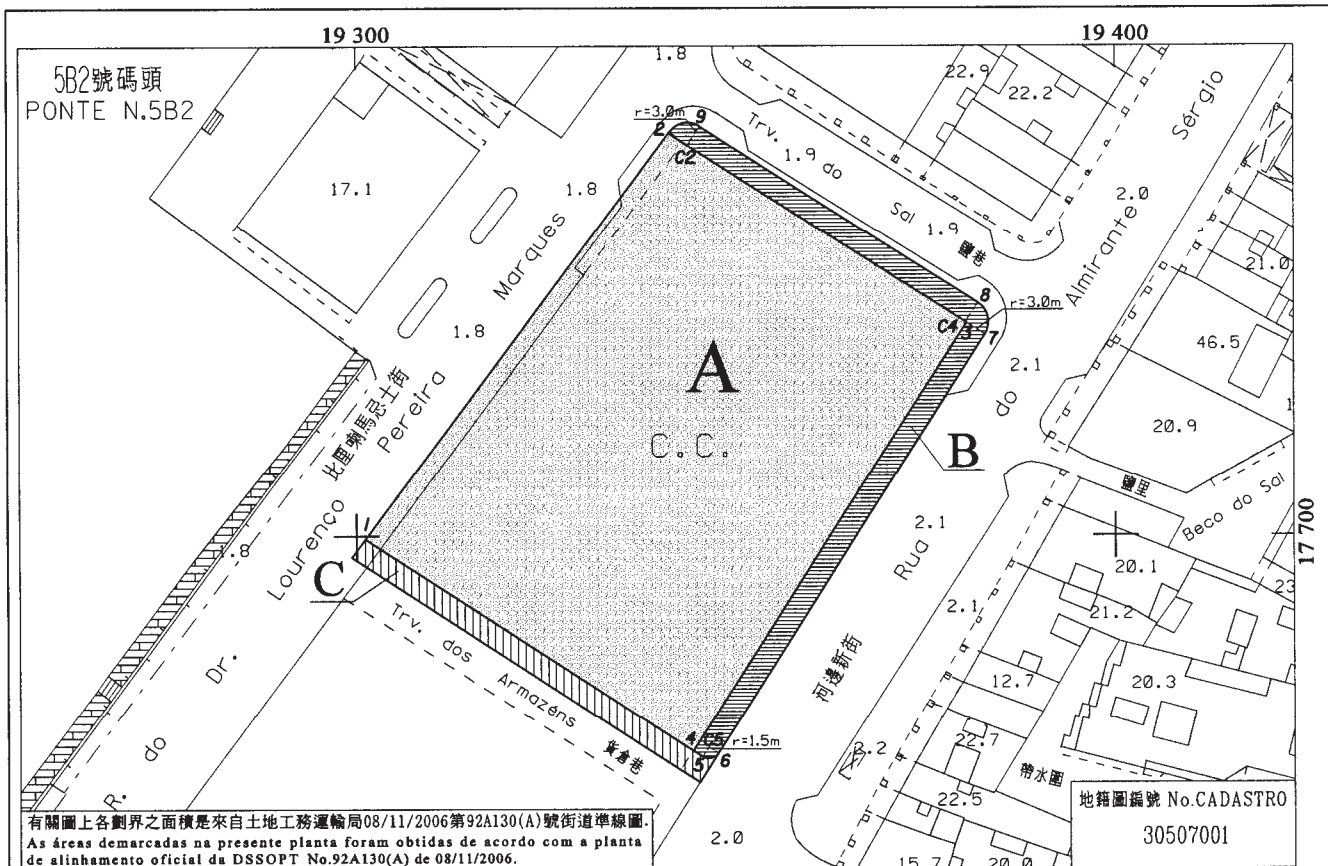 19 300
19 400
5B2號碼頭
PONTE N.5B2
1.8
22.9
22.2
Sérgio
r=3.0m
2
9
C2
Trv.
1.9
do
Sal
1.9
鹽巷
17.1
1.8
2.0
Almirante
21.0
Marques
8
r=3.0m
C4
3
7
1.8
46.5
A
2.1
do
C.C.
20.9
B
比厘喇馬忌士街
Pereira
鹽里
Beco do Sal
17 700
Lourenço
1
1.8
2.1
Rua
20.1
21.2
23
C
Trv.
dos
Armazéns
貨倉巷
2.1
河邊新街
12.7
20.3
Dr.
4
C5
r=1.5m
5
6
2.2
22.7
帶水圍
do
R.
22.5
2.0
15.7
20.0
地籍圖編號 No.CADASTRO
30507001
有關圖上各劃界之面積是來自土地工務運輸局08/11/2006第92A130(A)號街道準線圖.
As áreas demarcadas na presente planta foram obtidas de acordo com a planta
de alinhamento oficial da DSSOPT No.92A130(A) de 08/11/2006.